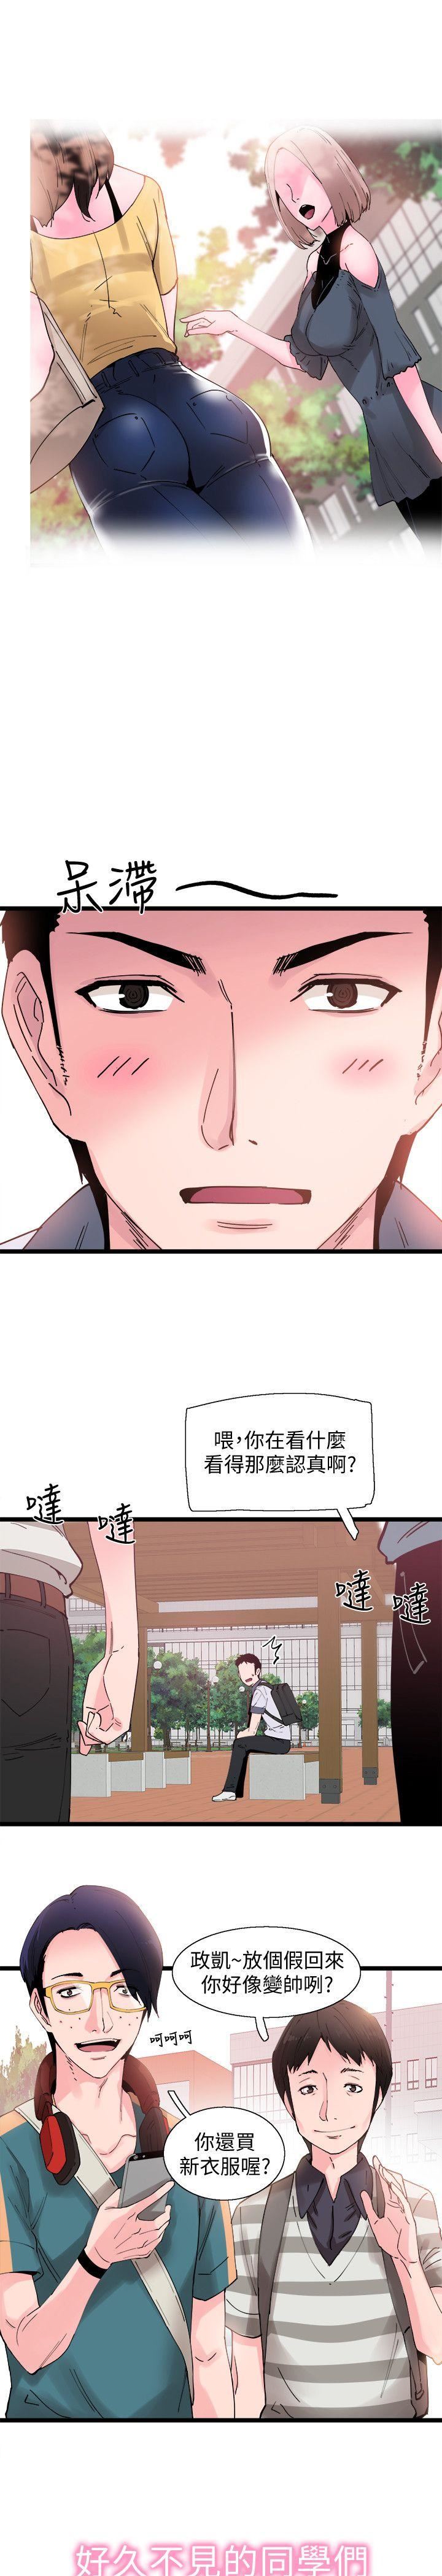 呆滯
喂，你在看什麼
看得那麼認真啊？
噠 噠
噠 噠
政凱~放個假回來
你好像變帥咧？
呵呵呵
你還買
新衣服喔？
好久不見的同學們